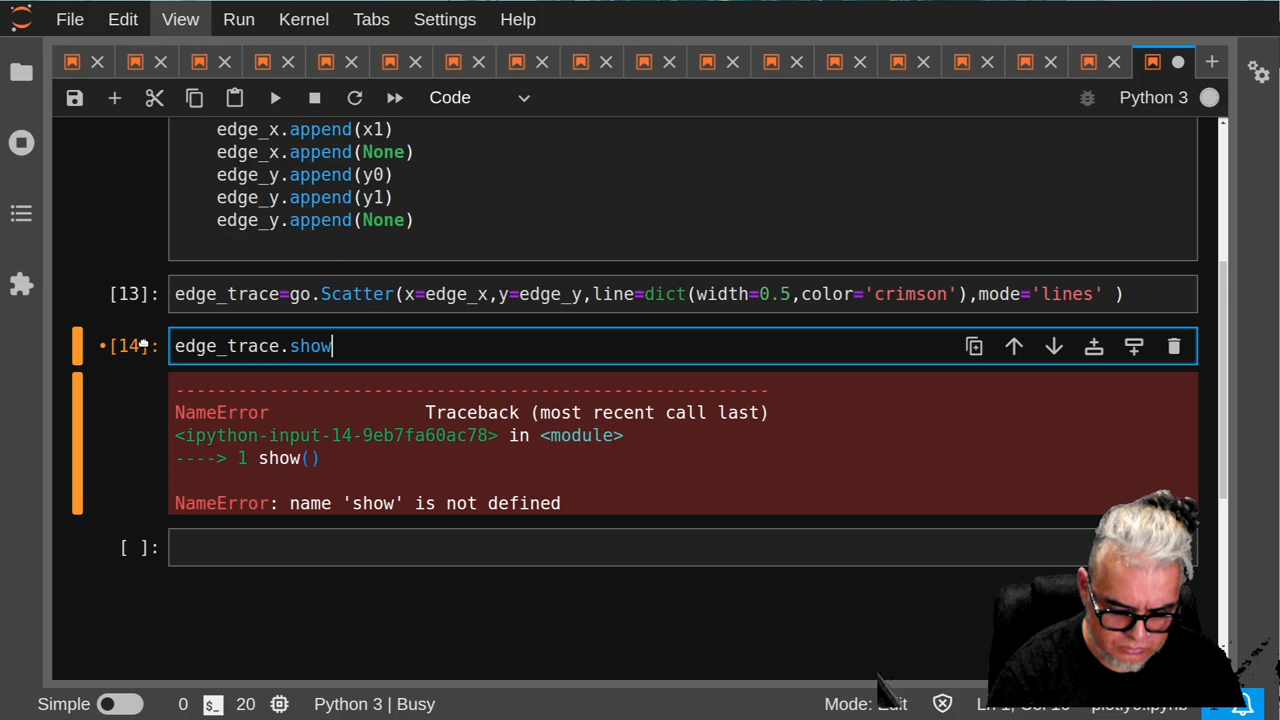 File Edit View Run Kernel Tabs Settings Help
Code
Python 3
edge_x.append(x1)
edge_x.append(None)
edge_y.append(y0)
edge_y.append(y1)
edge_y.append(None)
[13]: edge_trace=go.Scatter(x=edge_x,y=edge_y,line=dict(width=0.5,color='crimson'),mode='lines' )
•[14]: edge_trace.show
---------------------------------------------------------------------------
NameError Traceback (most recent call last)
<ipython-input-14-9eb7fa60ac78> in <module>
----> 1 show()
NameError: name 'show' is not defined
[ ]:
Simple 0 20 Python 3 | Busy Mode: Edit